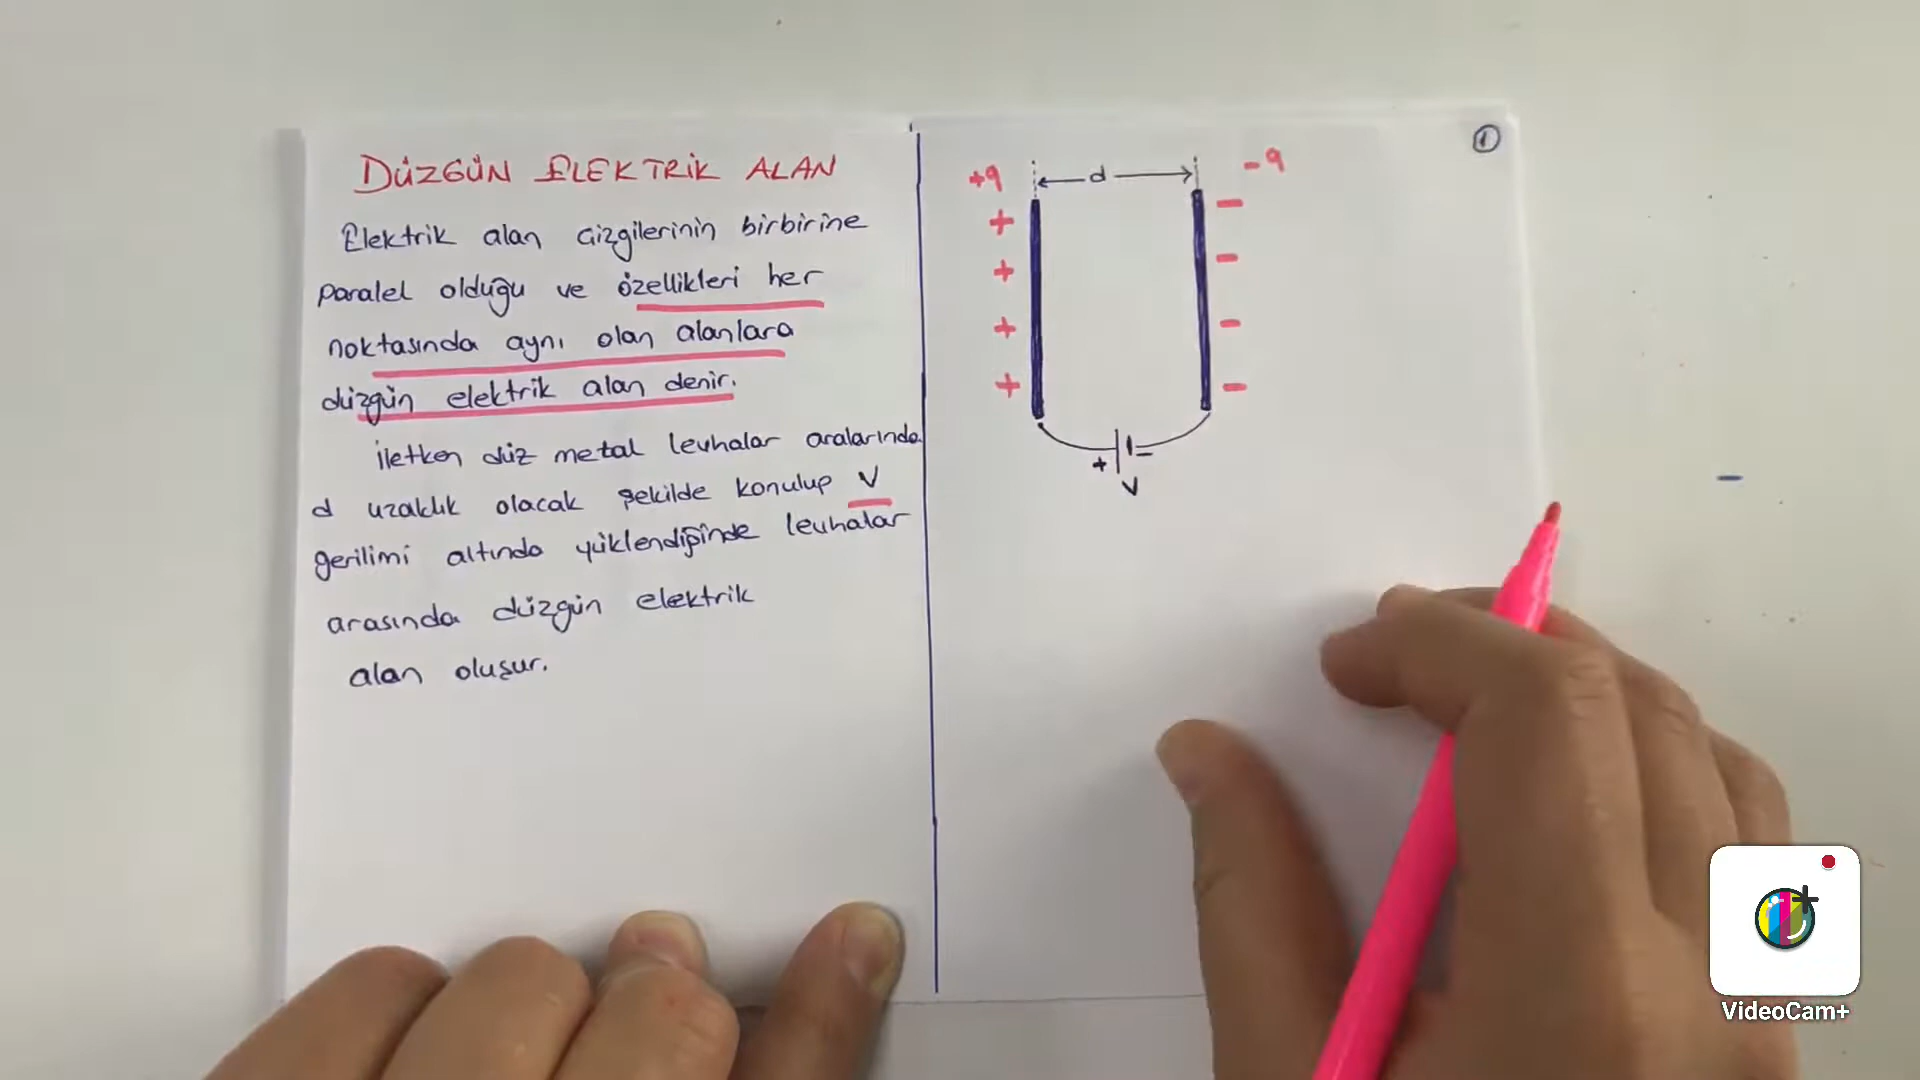 DÜZGÜN ELEKTRİK ALAN
Elektrik alan çizgilerinin birbirine
paralel olduğu ve özellikleri her
noktasında aynı olan alanlara
düzgün elektrik alan denir.
İletken düz metal levhalar aralarında
d uzaklık olacak şekilde konulup V
gerilimi altında yüklendiğinde levhalar
arasında düzgün elektrik
alan oluşur.
1
+q d -q
+ -
+ -
+ -
+ -
+ -
V
VideoCam+